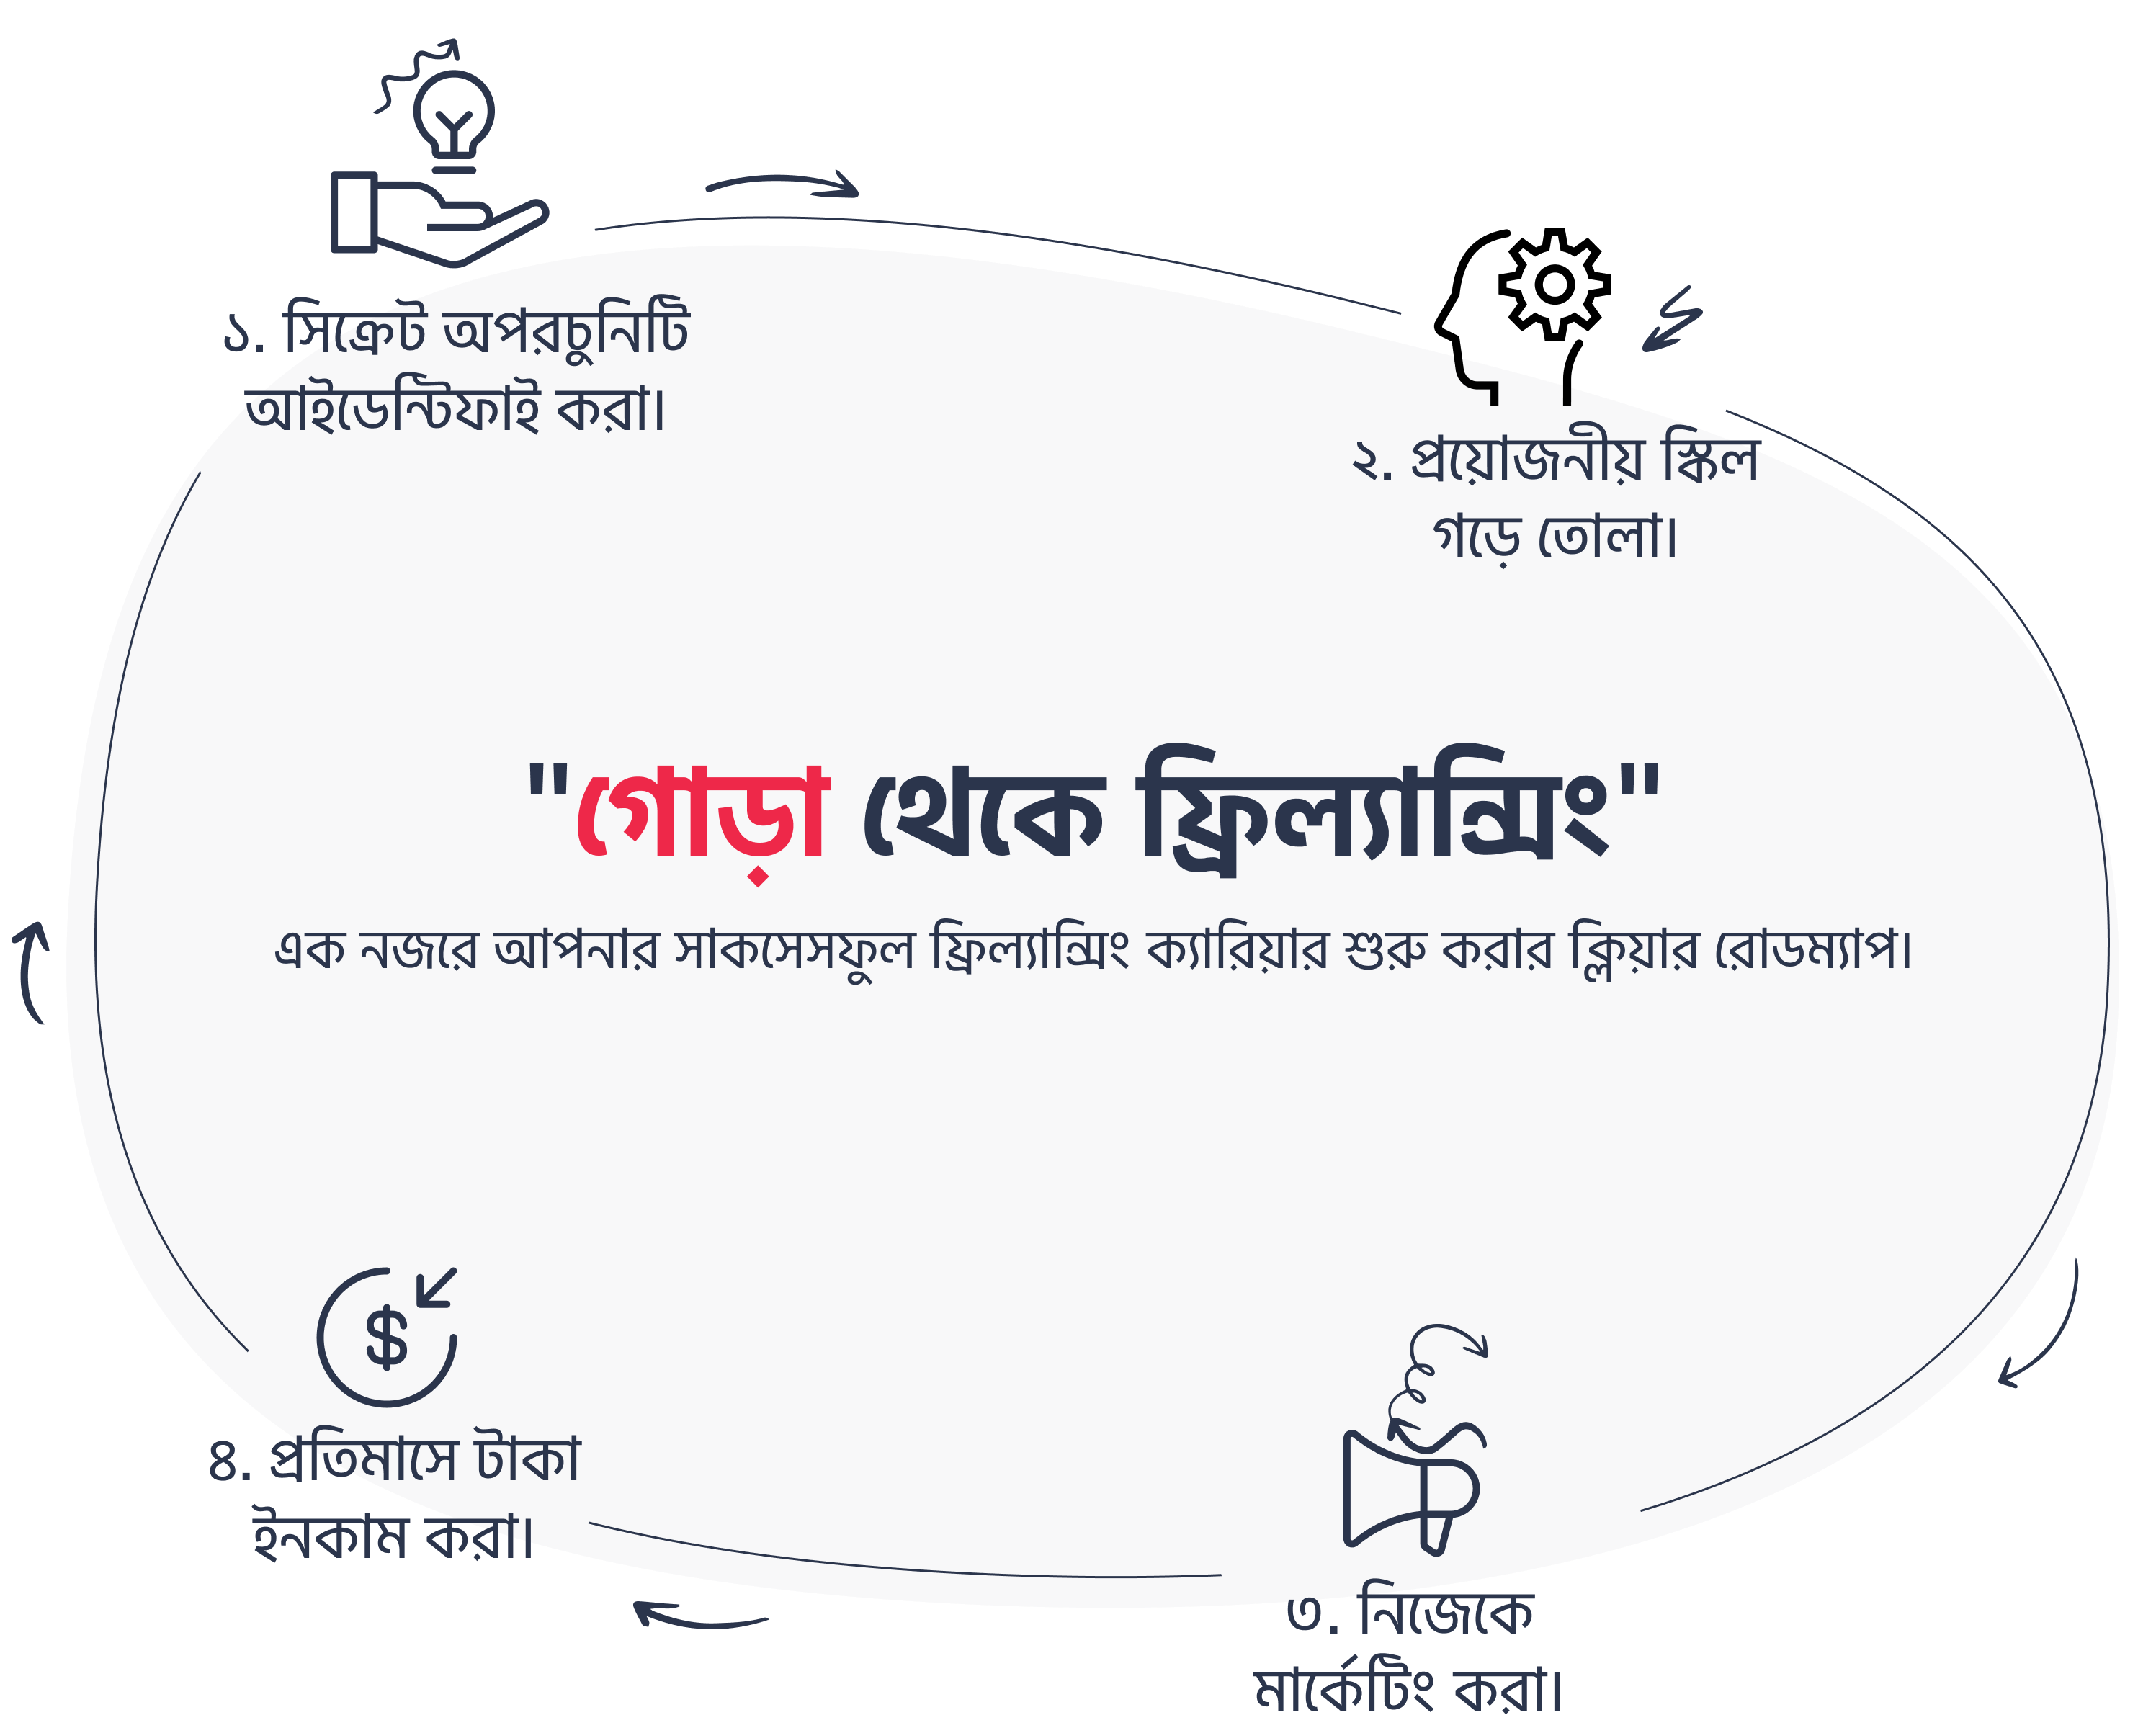 ১. সিক্রেট অপরচুনিটি
আইডেন্টিফাই করা।
২. প্রয়োজনীয় স্কিল
গড়ে তোলা।
"গোড়া থেকে ফ্রিল্যান্সিং"
এক নজরে আপনার সাকসেসফুল ফ্রিল্যান্সিং ক্যারিয়ার শুরু করার ক্লিয়ার রোডম্যাপ।
$
৪. প্রতিমাসে টাকা
ইনকাম করা।
৩. নিজেকে
মার্কেটিং করা।